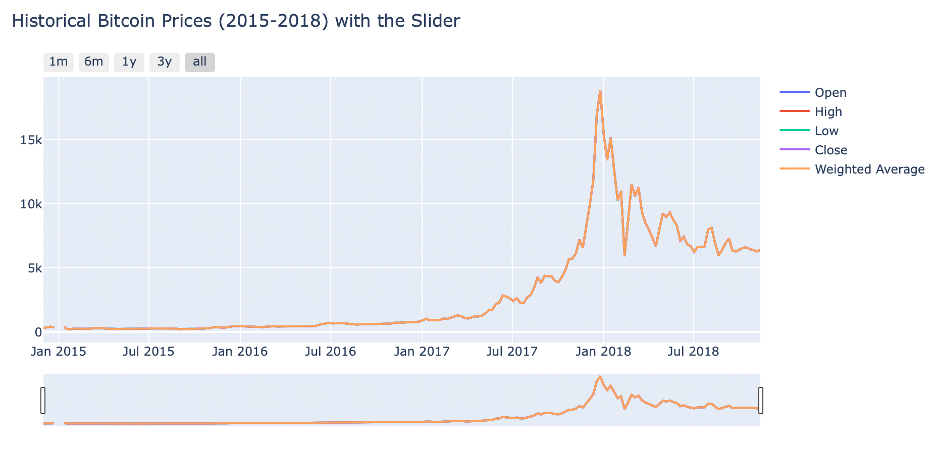 Historical Bitcoin Prices (2015-2018) with the Slider
1m 6m 1y 3y all
Open
High
Low
Close
Weighted Average
15k
10k
5k
0
Jan 2015 Jul 2015 Jan 2016 Jul 2016 Jan 2017 Jul 2017 Jan 2018 Jul 2018